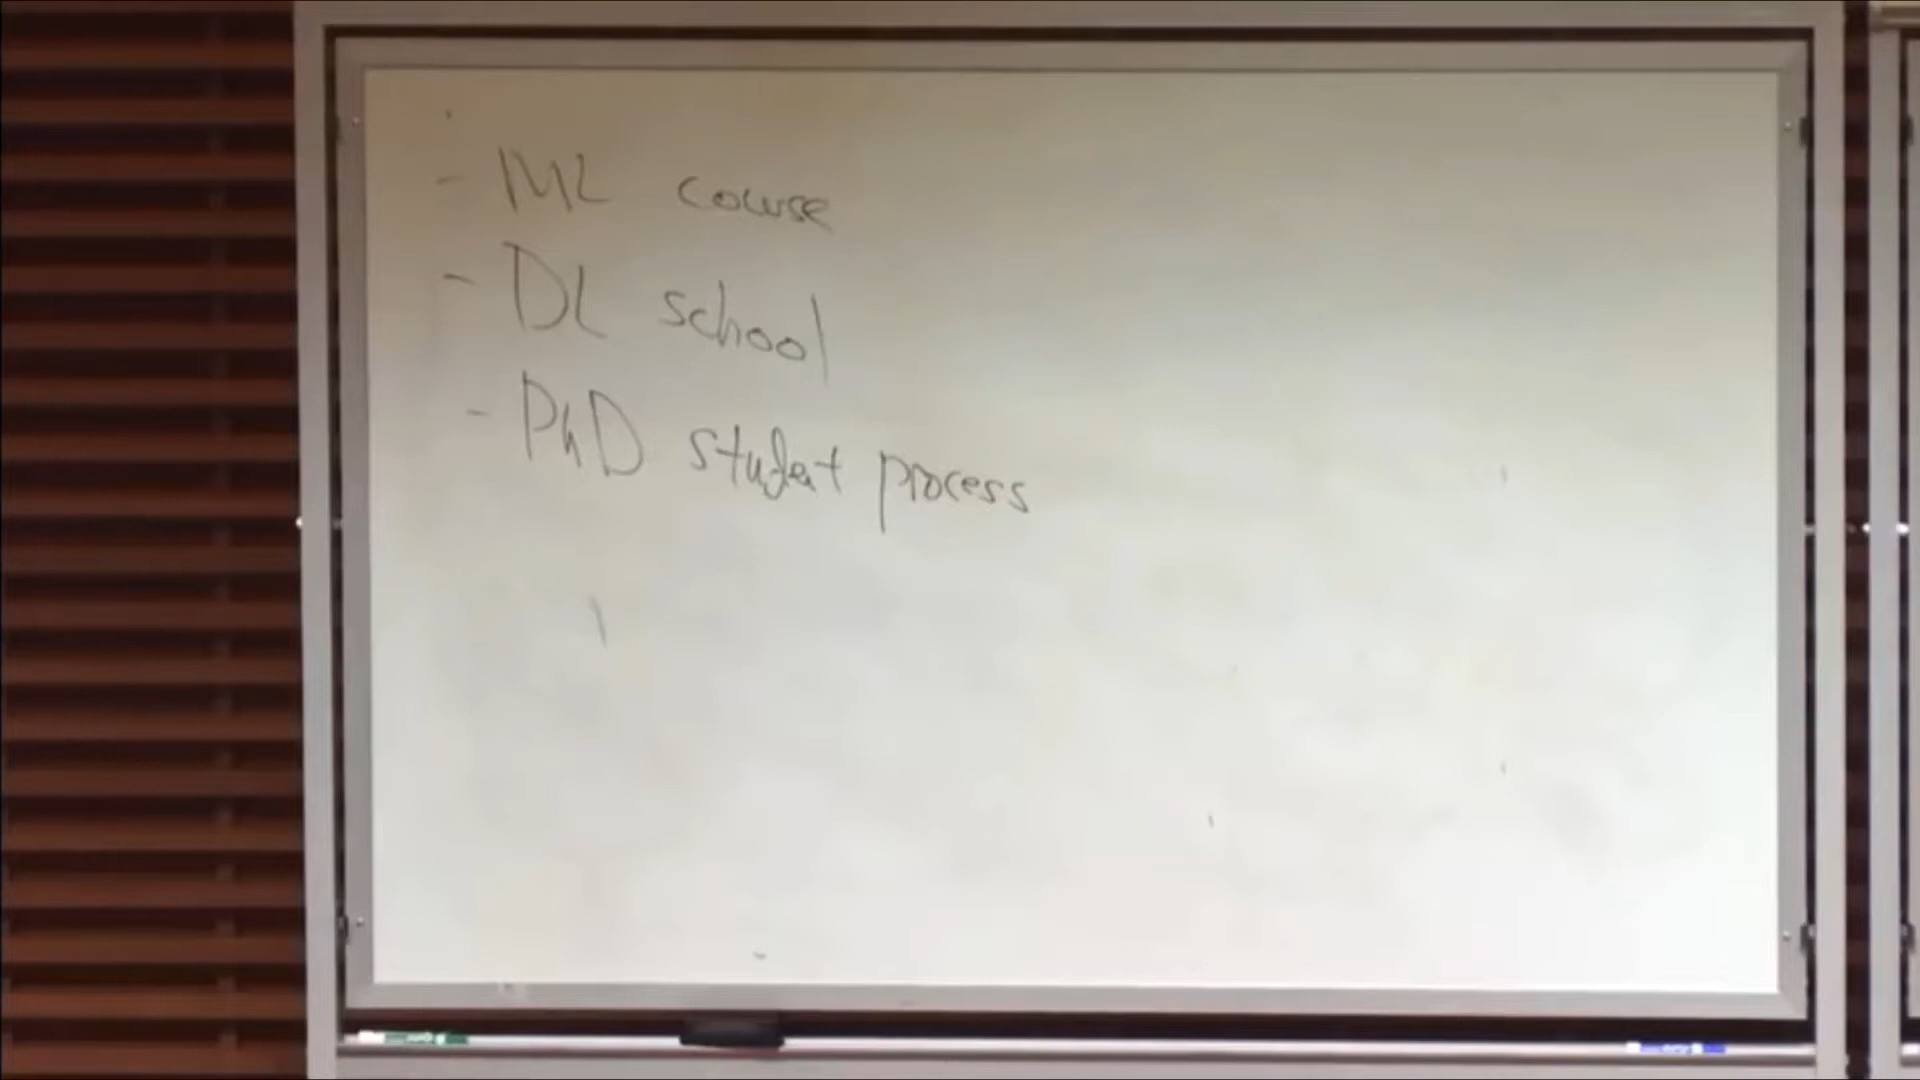 - ML course
- DL school
- PhD student process